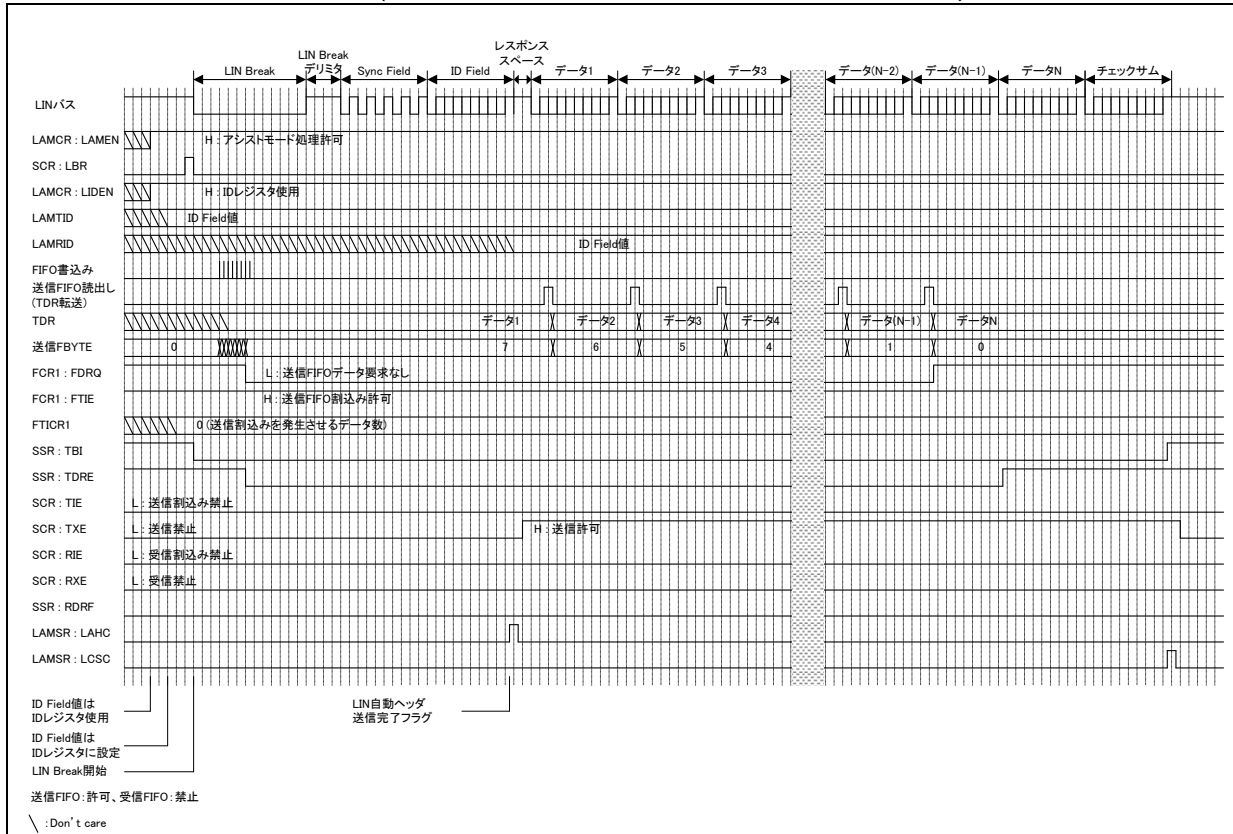 レスポンス
スペース
LIN Break
デリミタ
LIN Break
Sync Field
ID Field
データ1
データ2
データ3
データ(N-2)
データ(N-1)
データN
チェックサム
LINバス
LAMCR : LAMEN
H : アシストモード処理許可
SCR : LBR
LAMCR : LIDEN
H : IDレジスタ使用
LAMTID
ID Field値
LAMRID
ID Field値
FIFO書込み
送信FIFO読出し
(TDR転送)
TDR
データ1
データ2
データ3
データ4
データ(N-1)
データN
送信FBYTE
0
7
6
5
4
1
0
FCR1 : FDRQ
L : 送信FIFOデータ要求なし
FCR1 : FTIE
H : 送信FIFO割込み許可
FTICR1
0 (送信割込みを発生させるデータ数)
SSR : TBI
SSR : TDRE
SCR : TIE
L : 送信割込み禁止
SCR : TXE
L : 送信禁止
H : 送信許可
SCR : RIE
L : 受信割込み禁止
SCR : RXE
L : 受信禁止
SSR : RDRF
LAMSR : LAHC
LAMSR : LCSC
ID Field値は
IDレジスタ使用
LIN自動ヘッダ
送信完了フラグ
ID Field値は
IDレジスタに設定
LIN Break開始
送信FIFO:許可、受信FIFO:禁止
\ :Don't care